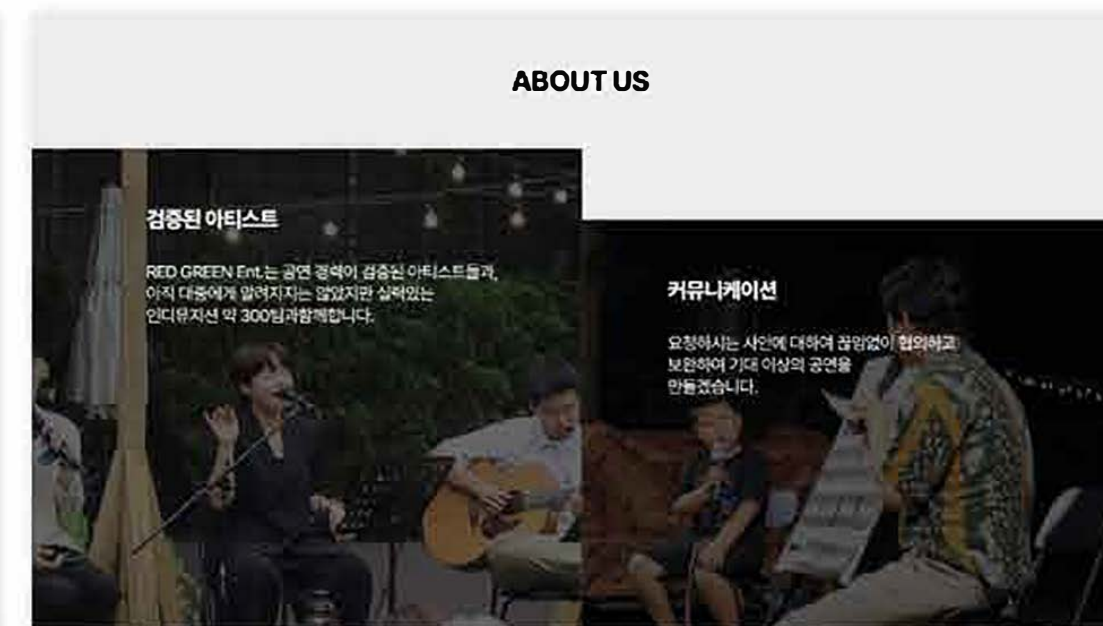 ABOUT US
검증된 아티스트
RED GREEN Ent.는 공연 경력이 검증된 아티스트들과,
아직 대중에게 알려지지는 않았지만 실력있는
인디뮤지션 약 300팀과함께합니다.
커뮤니케이션
요청하시는 사안에 대하여 끊임없이 협의하고
보완하여 기대 이상의 공연을
만들겠습니다.